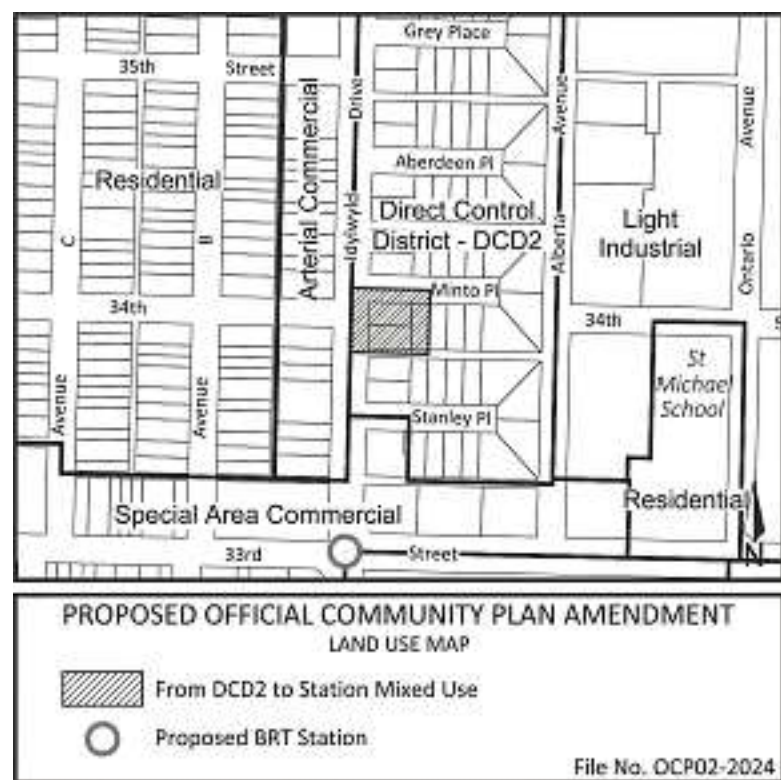 Grey Place
35th
Street
Drive
Avenue
Avenue
Arterial Commercial
Aberdeen Pl
Residential
Direct Control
District - DCD2
Light
Industrial
C
B
Idylwyld
Alberta
Ontario
Minto Pl
34th
34th
S
St
Michael
School
Avenue
Avenue
Stanley Pl
Residential
Special Area Commercial
33rd
Street
N
PROPOSED OFFICIAL COMMUNITY PLAN AMENDMENT
LAND USE MAP
From DCD2 to Station Mixed Use
Proposed BRT Station
File No. OCP02-2024